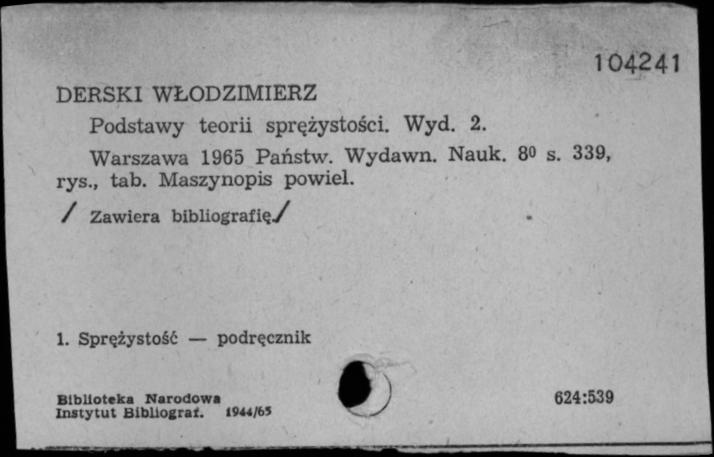 104241
DERSKI WŁODZIMIERZ
Podstawy teorii sprężystości. Wyd. 2.
Warszawa 1965 Państw. Wydawn. Nauk. 8⁰ s. 339,
rys., tab. Maszynopis powiel.
/ Zawiera bibliografię./
1. Sprężystość — podręcznik
Biblioteka Narodowa
Instytut Bibliograf. 1944/65
624:539